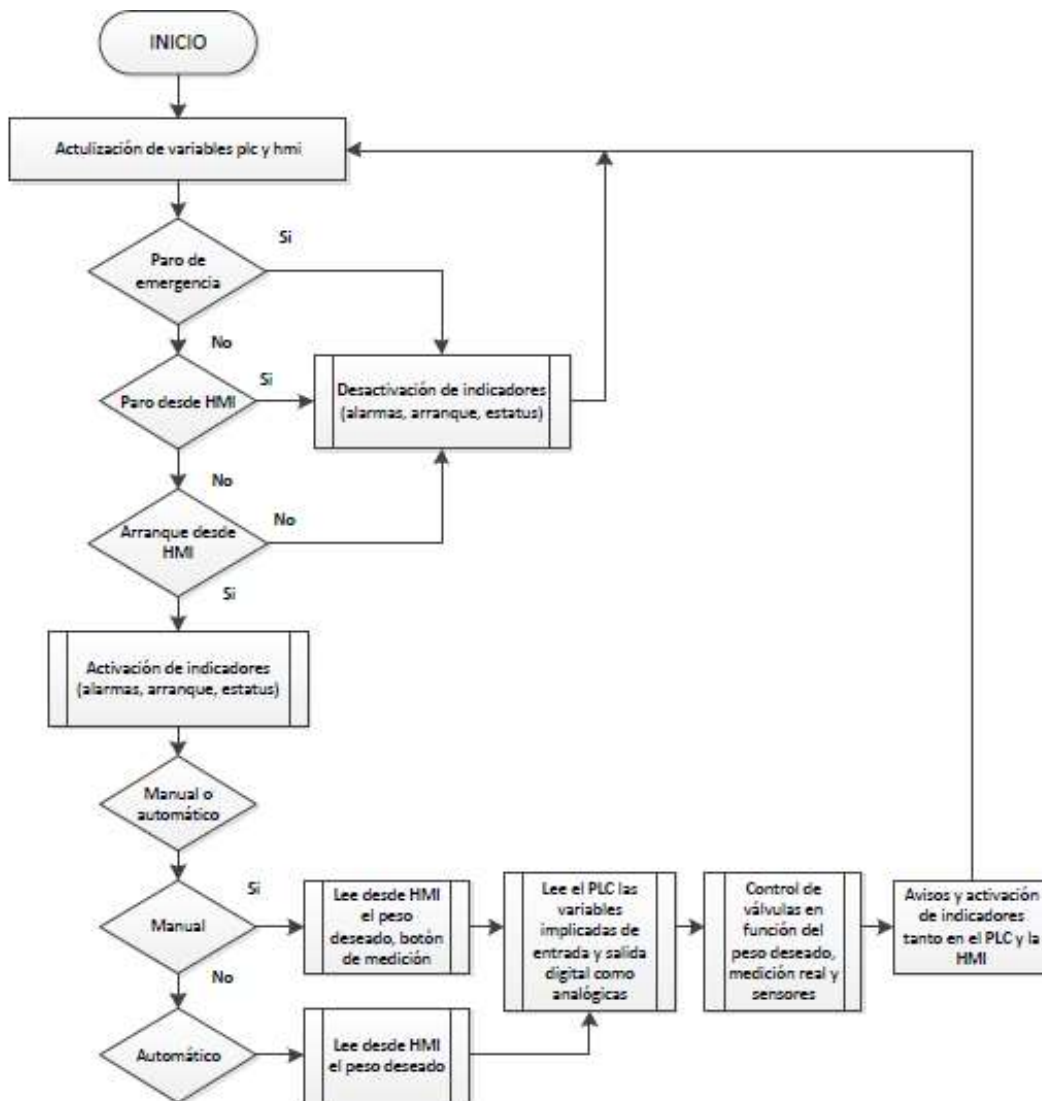 INICIO
Actulización de variables plc y hmi
Si
Paro de
emergencia
No
Paro desde HMI
Si
Desactivación de indicadores
(alarmas, arranque, estatus)
No
Arranque desde
HMI
No
Si
Activación de indicadores
(alarmas, arranque, estatus)
Manual o
automático
Manual
Si
Lee desde HMI
el peso
deseado, botón
de medición
Lee el PLC las
variables
implicadas de
entrada y salida
digital como
analógicas
Control de
válvulas en
función del
peso deseado,
medición real y
sensores
Avisos y activación
de indicadores
tanto en el PLC y la
HMI
No
Automático
Lee desde HMI
el peso deseado